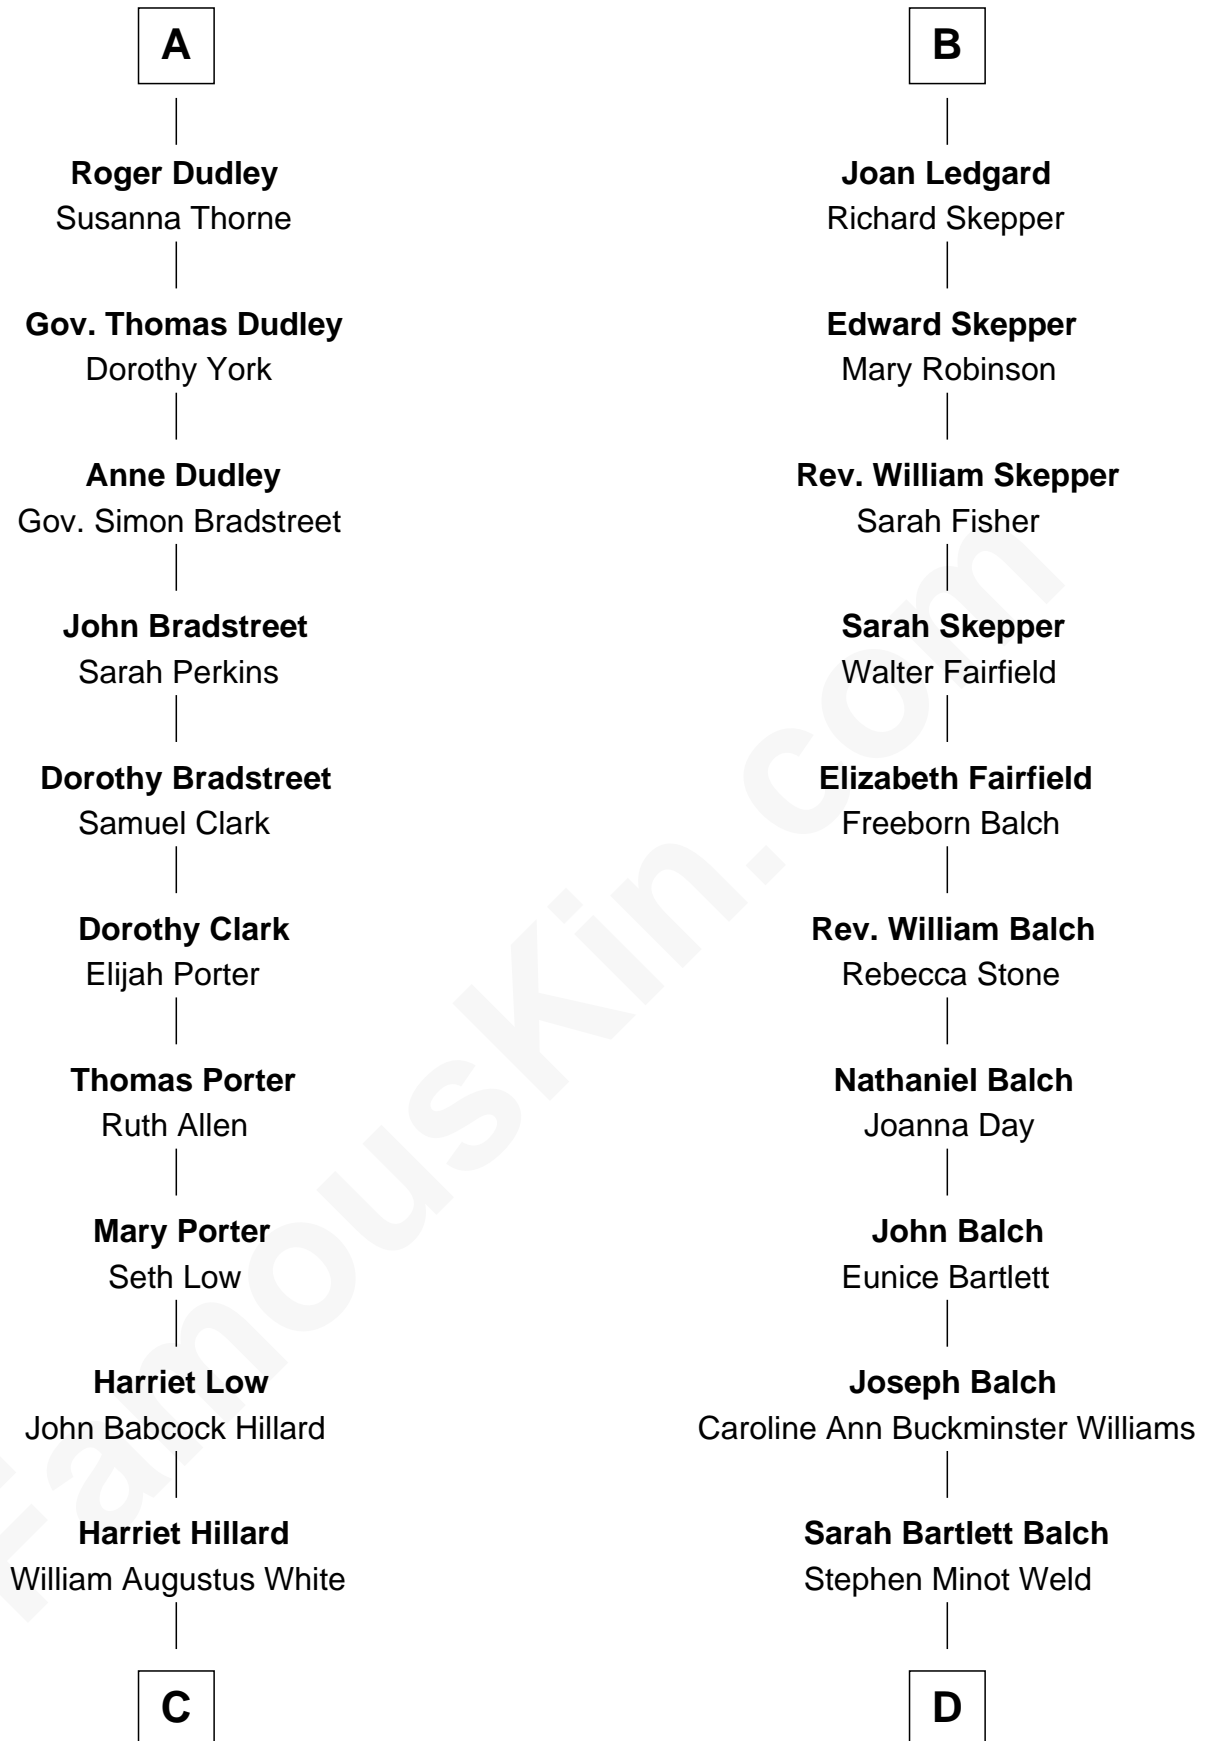 A
Roger Dudley
Susanna Thorne
Gov. Thomas Dudley
Dorothy York
Anne Dudley
Gov. Simon Bradstreet
John Bradstreet
Sarah Perkins
Dorothy Bradstreet
Samuel Clark
Dorothy Clark
Elijah Porter
Thomas Porter
Ruth Allen
Mary Porter
Seth Low
Harriet Low
John Babcock Hillard
Harriet Hillard
William Augustus White
C
B
Joan Ledgard
Richard Skepper
Edward Skepper
Mary Robinson
Rev. William Skepper
Sarah Fisher
Sarah Skepper
Walter Fairfield
Elizabeth Fairfield
Freeborn Balch
Rev. William Balch
Rebecca Stone
Nathaniel Balch
Joanna Day
John Balch
Eunice Bartlett
Joseph Balch
Caroline Ann Buckminster Williams
Sarah Bartlett Balch
Stephen Minot Weld
D
FamousKin.com